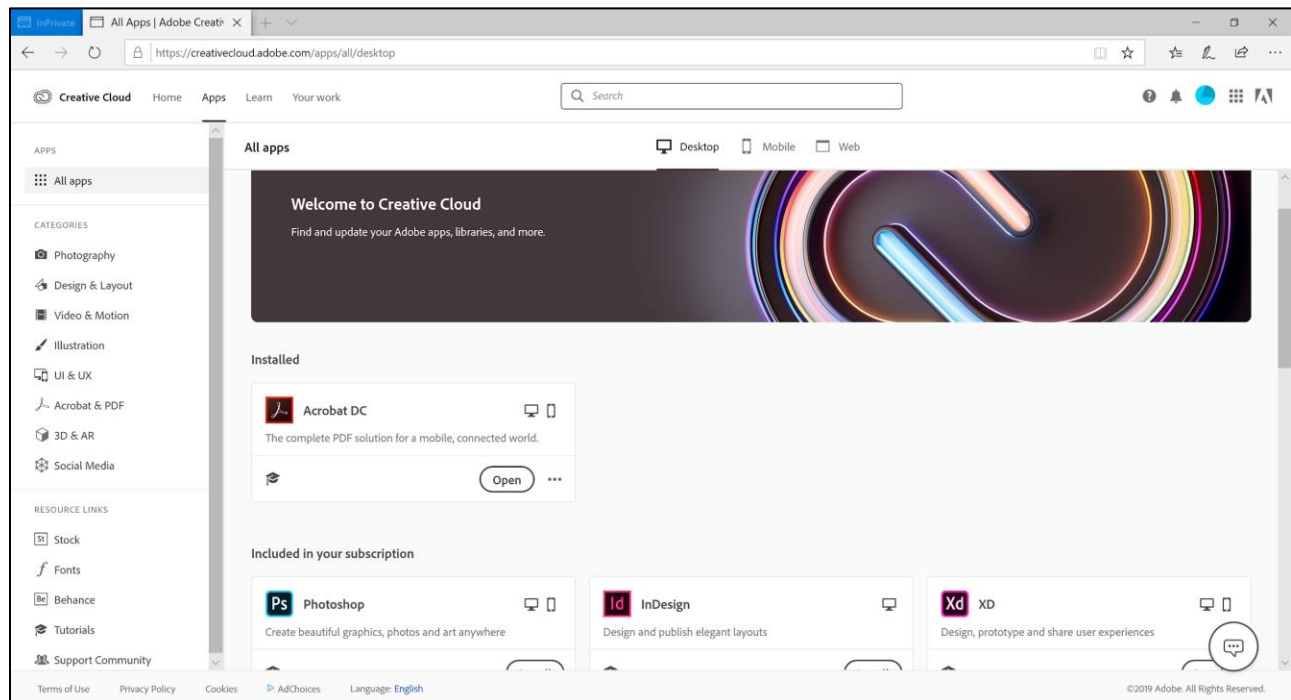 InPrivate
All Apps | Adobe Creativ
https://creativecloud.adobe.com/apps/all/desktop
Creative Cloud Home Apps Learn Your work
Search
APPS
All apps
CATEGORIES
Photography
Design & Layout
Video & Motion
Illustration
UI & UX
Acrobat & PDF
3D & AR
Social Media
RESOURCE LINKS
St Stock
Fonts
Be Behance
Tutorials
Support Community
All apps
Desktop Mobile Web
Welcome to Creative Cloud
Find and update your Adobe apps, libraries, and more.
Installed
Acrobat DC
The complete PDF solution for a mobile, connected world.
Open
Included in your subscription
Ps Photoshop
Create beautiful graphics, photos and art anywhere
Id InDesign
Design and publish elegant layouts
Xd XD
Design, prototype and share user experiences
Terms of Use Privacy Policy Cookies AdChoices Language: English
©2019 Adobe. All Rights Reserved.